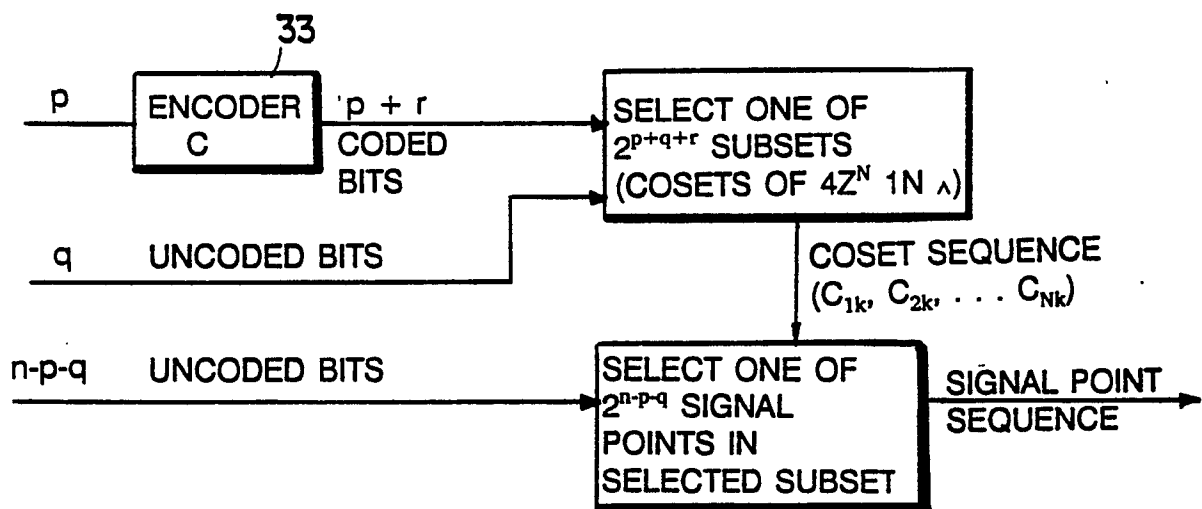 33
p
ENCODER
C
p + r
CODED
BITS
SELECT ONE OF
2^{p+q+r} SUBSETS
(COSETS OF 4Z^N 1N ʌ)
q UNCODED BITS
COSET SEQUENCE
(C_{1k}, C_{2k}, . . . C_{Nk})
n-p-q UNCODED BITS
SELECT ONE OF
2^{n-p-q} SIGNAL
POINTS IN
SELECTED SUBSET
SIGNAL POINT
SEQUENCE